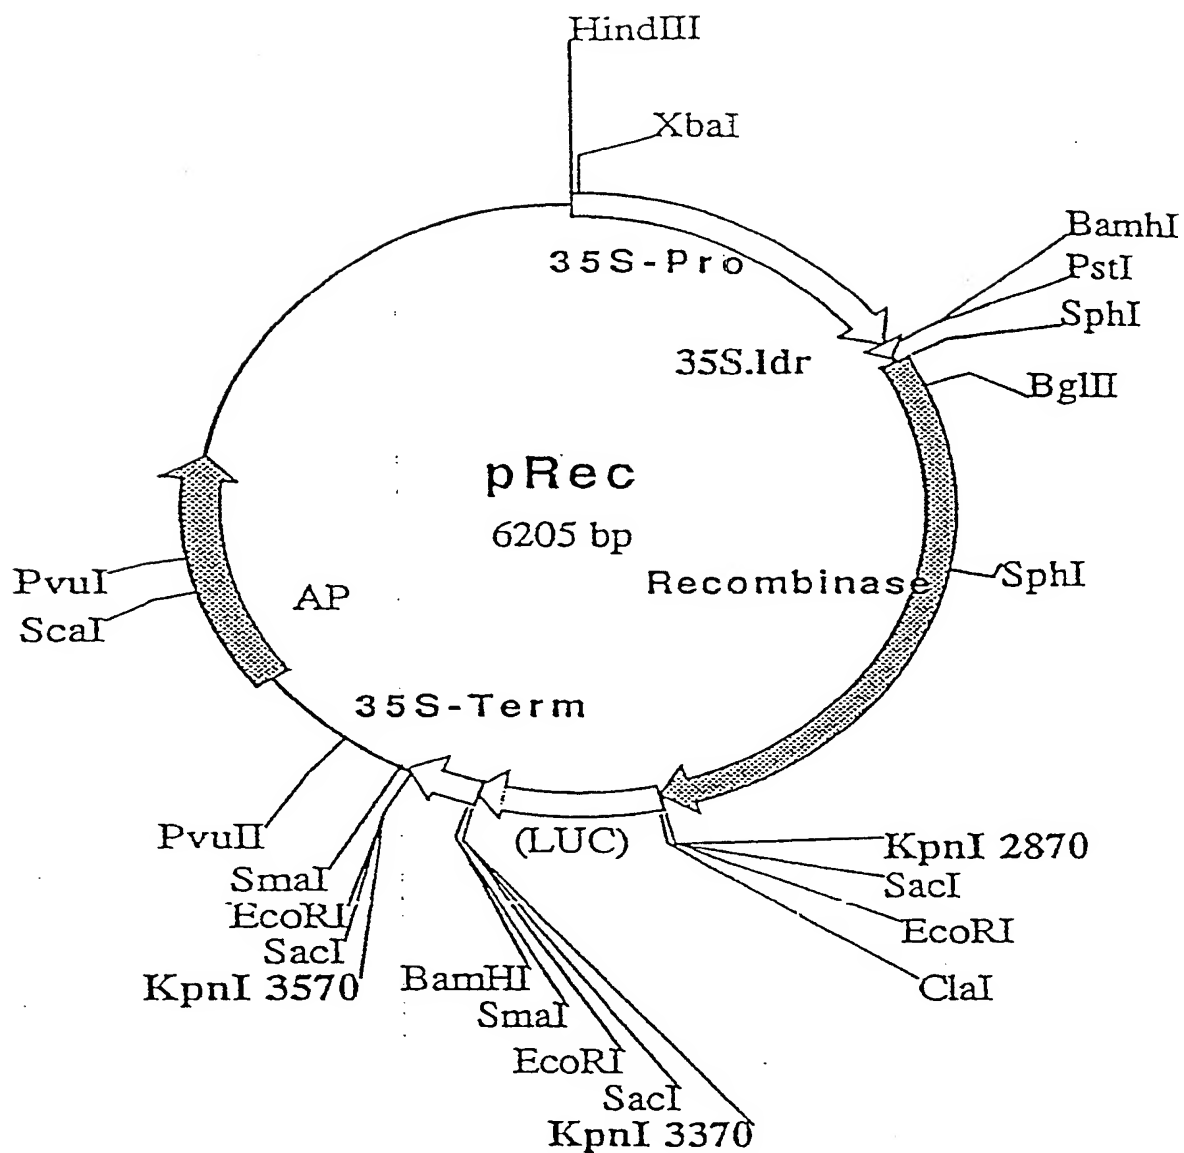 HindIII
XbaI
BamhI
35S-Pro
PstI
SphI
35S.Idr
BglII
pRec
6205 bp
PvuI
AP
Recombinase
SphI
ScaI
35S-Term
PvuII
(LUC)
KpnI 2870
SmaI
SacI
EcoRI
EcoRI
SacI
BamHI
KpnI 3570
ClaI
SmaI
EcoRI
SacI
KpnI 3370